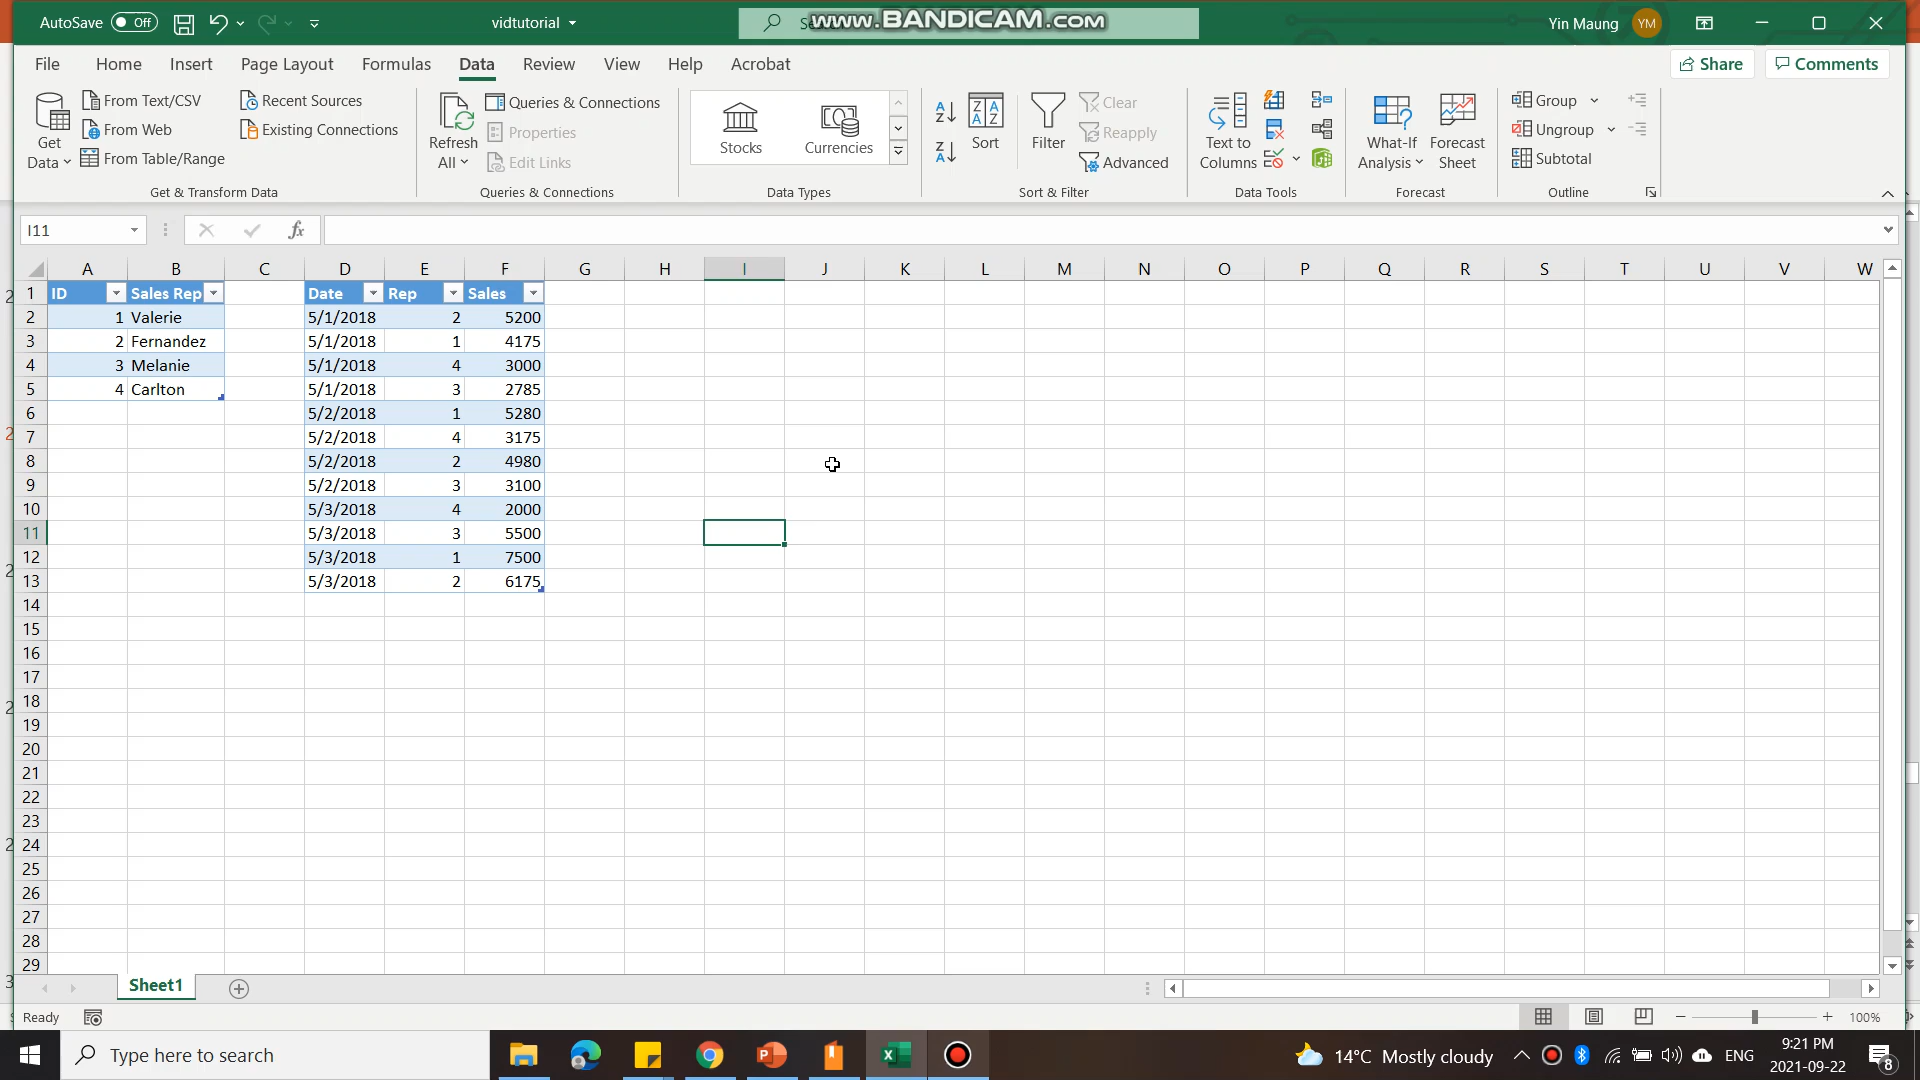 AutoSave Off vidtutorial www.BANDICAM.com Yin Maung YM
File Home Insert Page Layout Formulas Data Review View Help Acrobat Share Comments
Get Data
From Text/CSV
From Web
From Table/Range
Recent Sources
Existing Connections
Get & Transform Data
Refresh All
Queries & Connections
Properties
Edit Links
Queries & Connections
Stocks Currencies
Data Types
Sort
Filter
Clear
Reapply
Advanced
Sort & Filter
Text to Columns
Data Tools
What-If Analysis
Forecast Sheet
Forecast
Group
Ungroup
Subtotal
Outline
I11 fx
A B C D E F G H I J K L M N O P Q R S T U V W
1 ID Sales Rep Date Rep Sales
2 1 Valerie 5/1/2018 2 5200
3 2 Fernandez 5/1/2018 1 4175
4 3 Melanie 5/1/2018 4 3000
5 4 Carlton 5/1/2018 3 2785
6 5/2/2018 1 5280
7 5/2/2018 4 3175
8 5/2/2018 2 4980
9 5/2/2018 3 3100
10 5/3/2018 4 2000
11 5/3/2018 3 5500
12 5/3/2018 1 7500
13 5/3/2018 2 6175
14
15
16
17
18
19
20
21
22
23
24
25
26
27
28
29
Sheet1
Ready 100%
Type here to search 14°C Mostly cloudy ENG 9:21 PM
2021-09-22 8